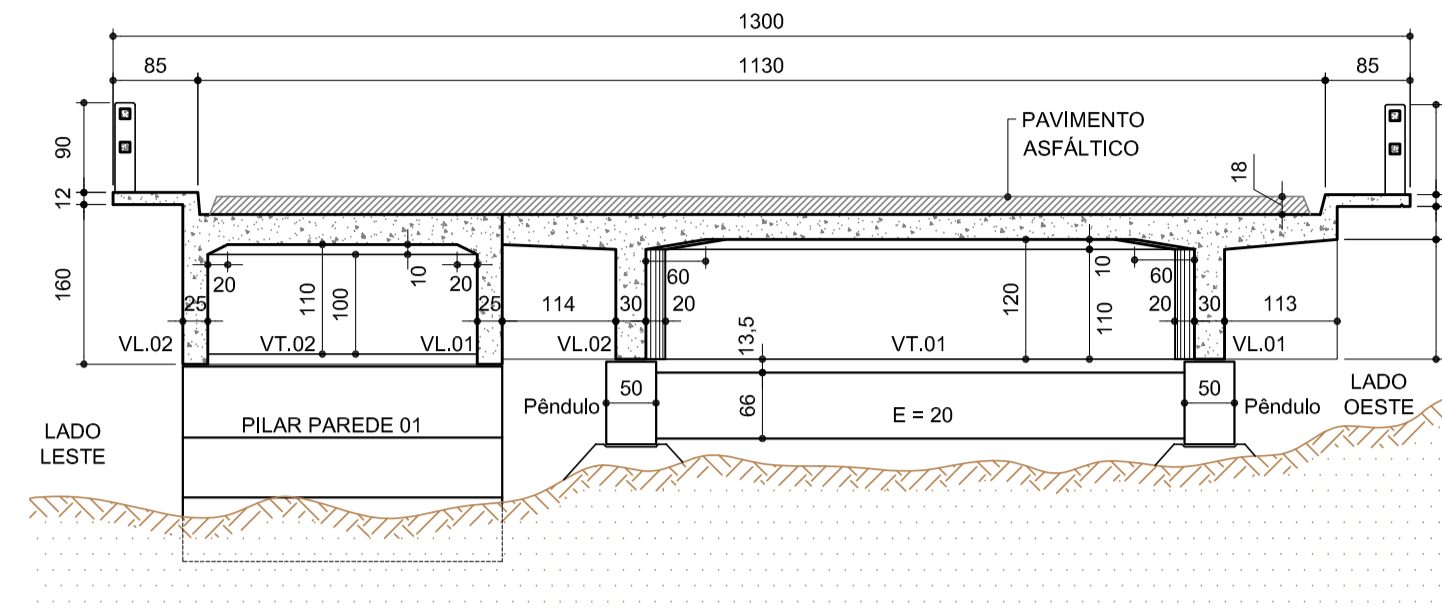 1300
85
1130
85
PAVIMENTO
ASFÁLTICO
18
90
12
160
20
10
20
110
100
25
25
60
10
60
114
30
20
120
110
20
30
113
13,5
VL.02
VT.02
VL.01
VL.02
VT.01
VL.01
50
66
50
Pêndulo
E = 20
Pêndulo
LADO
OESTE
PILAR PAREDE 01
LADO
LESTE